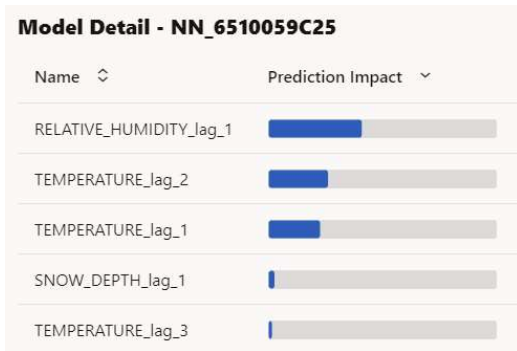 Model Detail - NN_6510059C25
Name Prediction Impact
RELATIVE_HUMIDITY_lag_1
TEMPERATURE_lag_2
TEMPERATURE_lag_1
SNOW_DEPTH_lag_1
TEMPERATURE_lag_3